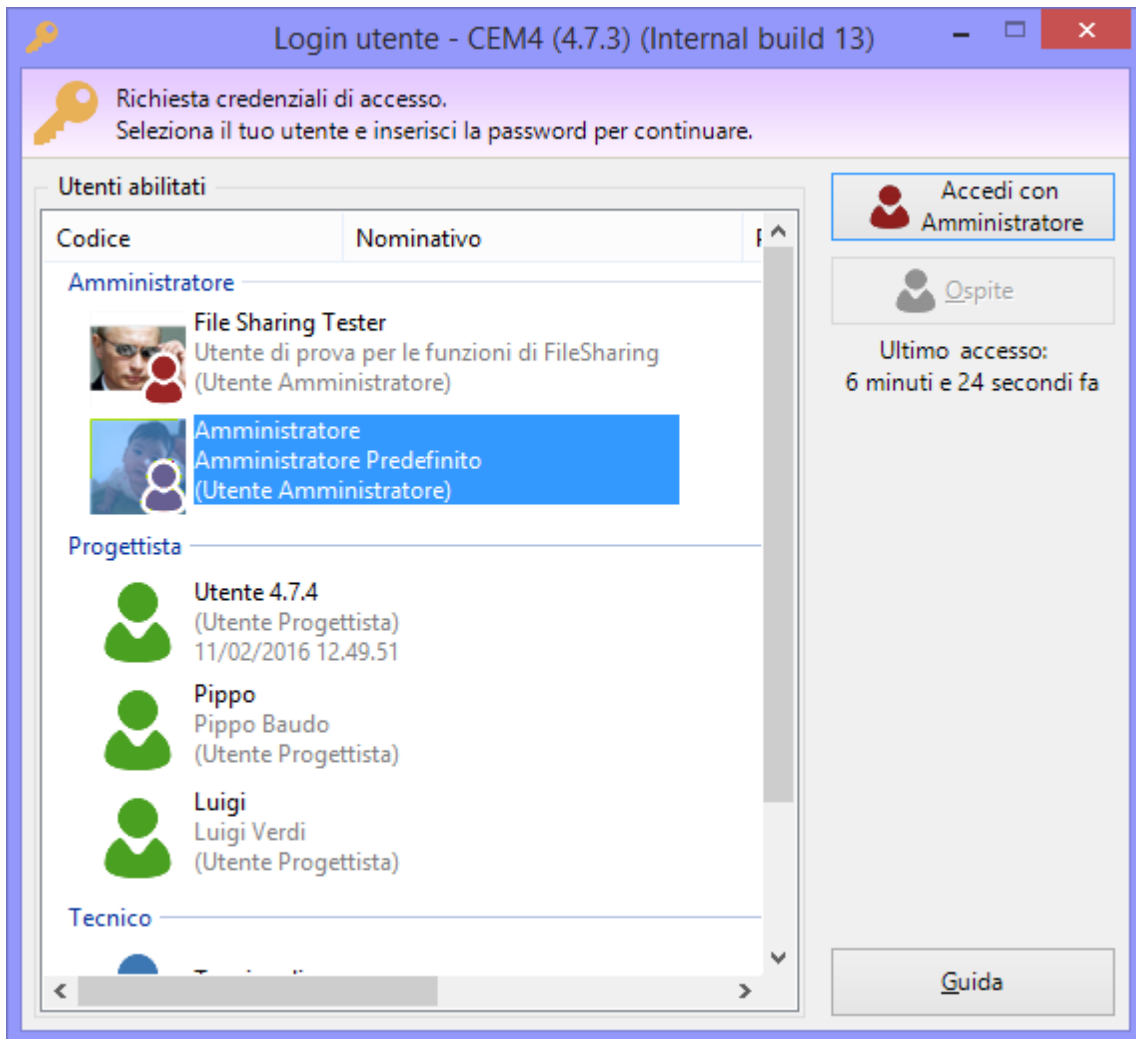 Login utente - CEM4 (4.7.3) (Internal build 13)
Richiesta credenziali di accesso.
Seleziona il tuo utente e inserisci la password per continuare.
Utenti abilitati
Codice Nominativo
Amministratore
File Sharing Tester
Utente di prova per le funzioni di FileSharing
(Utente Amministratore)
Amministratore
Amministratore Predefinito
(Utente Amministratore)
Progettista
Utente 4.7.4
(Utente Progettista)
11/02/2016 12.49.51
Pippo
Pippo Baudo
(Utente Progettista)
Luigi
Luigi Verdi
(Utente Progettista)
Tecnico
Accedi con
Amministratore
Ospite
Ultimo accesso:
6 minuti e 24 secondi fa
Guida